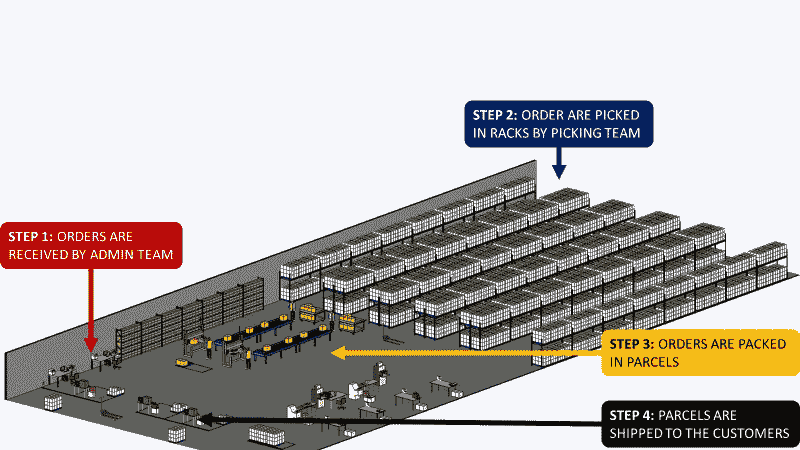 STEP 2: ORDER ARE PICKED
IN RACKS BY PICKING TEAM
STEP 1: ORDERS ARE
RECEIVED BY ADMIN TEAM
STEP 3: ORDERS ARE PACKED
IN PARCELS
STEP 4: PARCELS ARE
SHIPPED TO THE CUSTOMERS